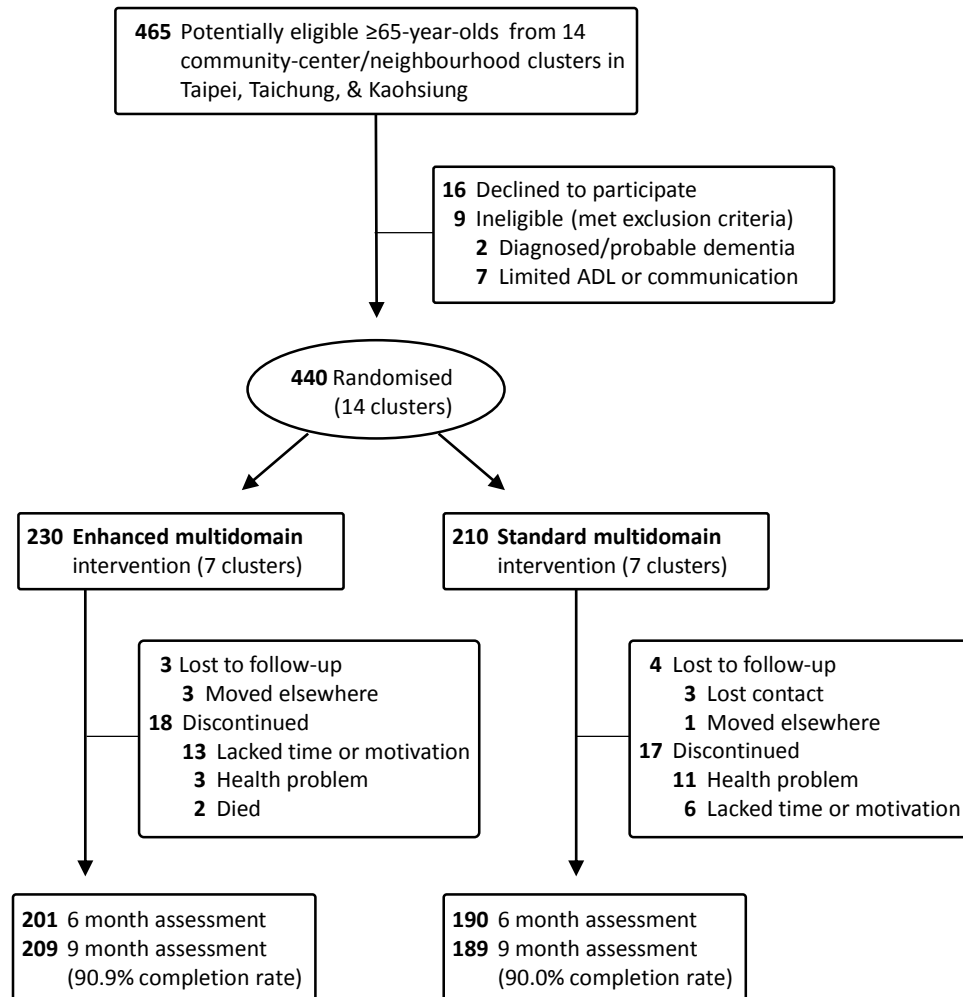 465 Potentially eligible ≥65-year-olds from 14
community-center/neighbourhood clusters in
Taipei, Taichung, & Kaohsiung
16 Declined to participate
9 Ineligible (met exclusion criteria)
2 Diagnosed/probable dementia
7 Limited ADL or communication
440 Randomised
(14 clusters)
230 Enhanced multidomain
intervention (7 clusters)
210 Standard multidomain
intervention (7 clusters)
3 Lost to follow-up
3 Moved elsewhere
18 Discontinued
13 Lacked time or motivation
3 Health problem
2 Died
4 Lost to follow-up
3 Lost contact
1 Moved elsewhere
17 Discontinued
11 Health problem
6 Lacked time or motivation
201 6 month assessment
209 9 month assessment
(90.9% completion rate)
190 6 month assessment
189 9 month assessment
(90.0% completion rate)